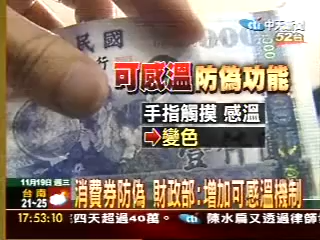 中天新聞
52台
民國
000
行
可感溫防偽功能
手指觸摸 感溫
變色
11月19日 週三
台南
21~25
消費券防偽 財政部:增加可感溫機制
17:53:10
四天超過40萬。
陳水扁又透過律師